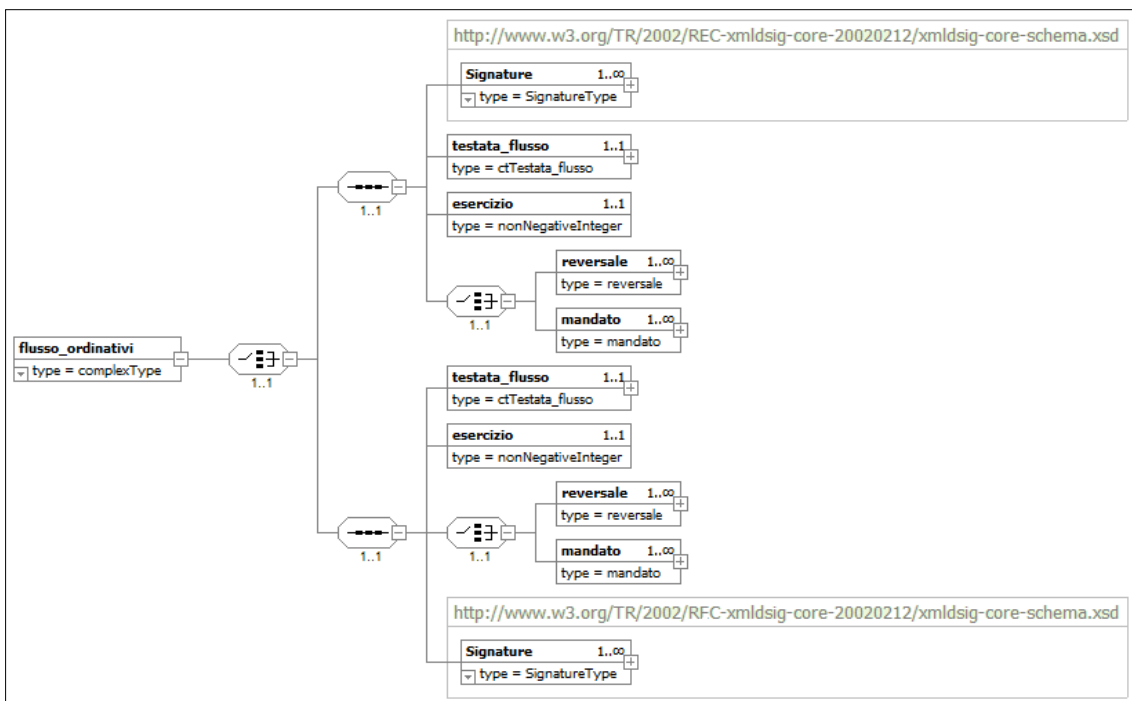 http://www.w3.org/TR/2002/REC-xmldsig-core-20020212/xmldsig-core-schema.xsd
Signature 1..∞
type = SignatureType
testata_flusso 1..1
type = ctTestata_flusso
1..1
esercizio 1..1
type = nonNegativeInteger
reversale 1..∞
type = reversale
1..1
mandato 1..∞
type = mandato
flusso_ordinativi
type = complexType
1..1
testata_flusso 1..1
type = ctTestata_flusso
esercizio 1..1
type = nonNegativeInteger
reversale 1..∞
type = reversale
1..1
1..1
mandato 1..∞
type = mandato
http://www.w3.org/TR/2002/RFC-xmldsig-core-20020212/xmldsig-core-schema.xsd
Signature 1..∞
type = SignatureType